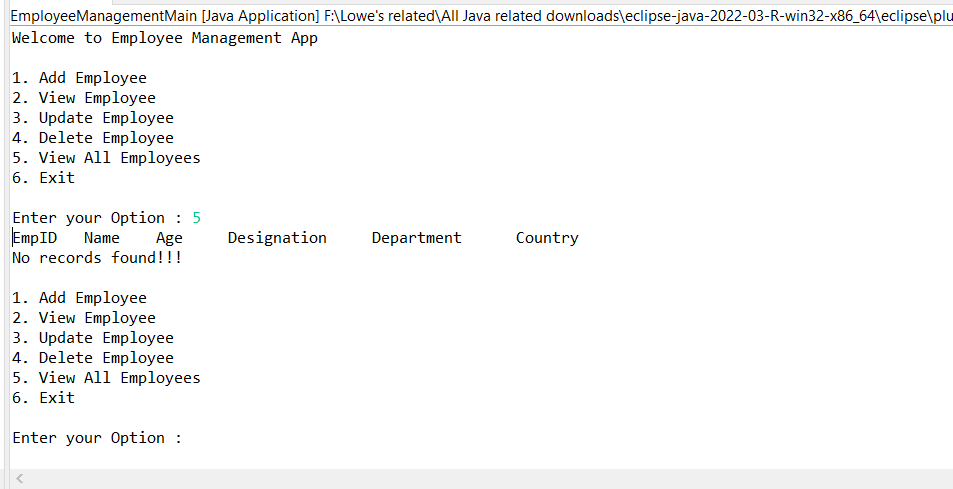 EmployeeManagementMain [Java Application] F:\Lowe's related\All Java related downloads\eclipse-java-2022-03-R-win32-x86_64\eclipse\plu
Welcome to Employee Management App
1. Add Employee
2. View Employee
3. Update Employee
4. Delete Employee
5. View All Employees
6. Exit
Enter your Option : 5
EmpID Name Age Designation Department Country
No records found!!!
1. Add Employee
2. View Employee
3. Update Employee
4. Delete Employee
5. View All Employees
6. Exit
Enter your Option :